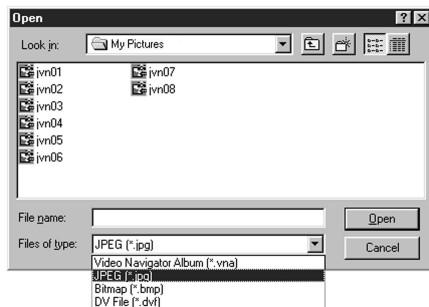 Open
Look in: My Pictures
jvn01 jvn07
jvn02 jvn08
jvn03
jvn04
jvn05
jvn06
File name: Open
Files of type: JPEG (*.jpg) Cancel
Video Navigator Album (*.vna)
JPEG (*.jpg)
Bitmap (*.bmp)
DV File (*.dvf)